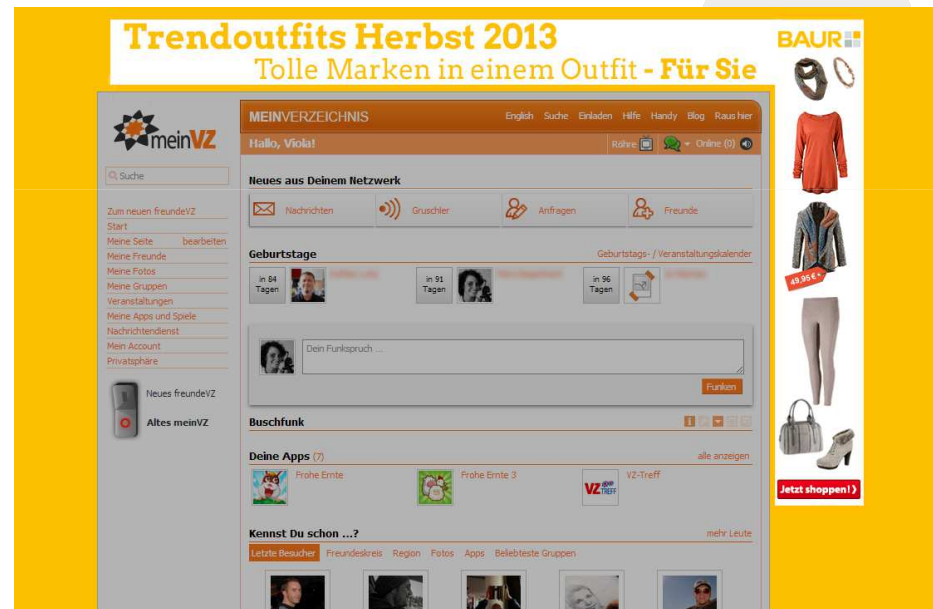 Trendoutfits Herbst 2013
Tolle Marken in einem Outfit - Für Sie
BAUR
49,95 €*
Jetzt shoppen!
meinVZ
Suche
Zum neuen freundeVZ
Start
Meine Seite bearbeiten
Meine Freunde
Meine Fotos
Meine Gruppen
Veranstaltungen
Meine Apps und Spiele
Nachrichtendienst
Mein Account
Privatsphäre
Neues freundeVZ
Altes meinVZ
MEINVERZEICHNIS English Suche Einladen Hilfe Handy Blog Raus hier
Hallo, Viola! Röhre Online (0)
Neues aus Deinem Netzwerk
Nachrichten Gruschler Anfragen Freunde
Geburtstage Geburtstags- / Veranstaltungskalender
in 84 in 91 in 96
Tagen Tagen Tagen
Dein Funkspruch ...
Funken
Buschfunk
Deine Apps (7) alle anzeigen
Frohe Ernte Frohe Ernte 3 VZ-Treff
VZ TREFF
Kennst Du schon ...? mehr Leute
Letzte Besucher Freundeskreis Region Fotos Apps Beliebteste Gruppen